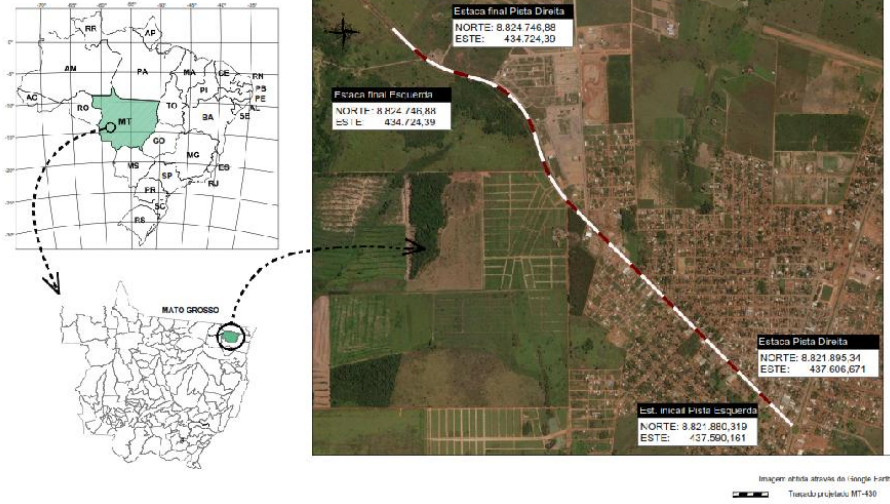 RR
AP
AM
PA
MA
CE
RN
PB
PE
AL
SE
PI
AC
RO
TO
BA
MT
GO
MG
MS
ES
SP
RJ
PR
SC
RS
MATO GROSSO
Estaca final Pista Direita
NORTE: 8.824.746,88
ESTE: 434.724,39
Estaca final Esquerda
NORTE: 8.824.746,88
ESTE: 434.724,39
Estaca Pista Direita
NORTE: 8.821.895,34
ESTE: 437.606,671
Est. inicail Pista Esquerda
NORTE: 8.821.880,319
ESTE: 437.590,161
Imagem obtida através do Google Earth
Tracado projetado MT-430